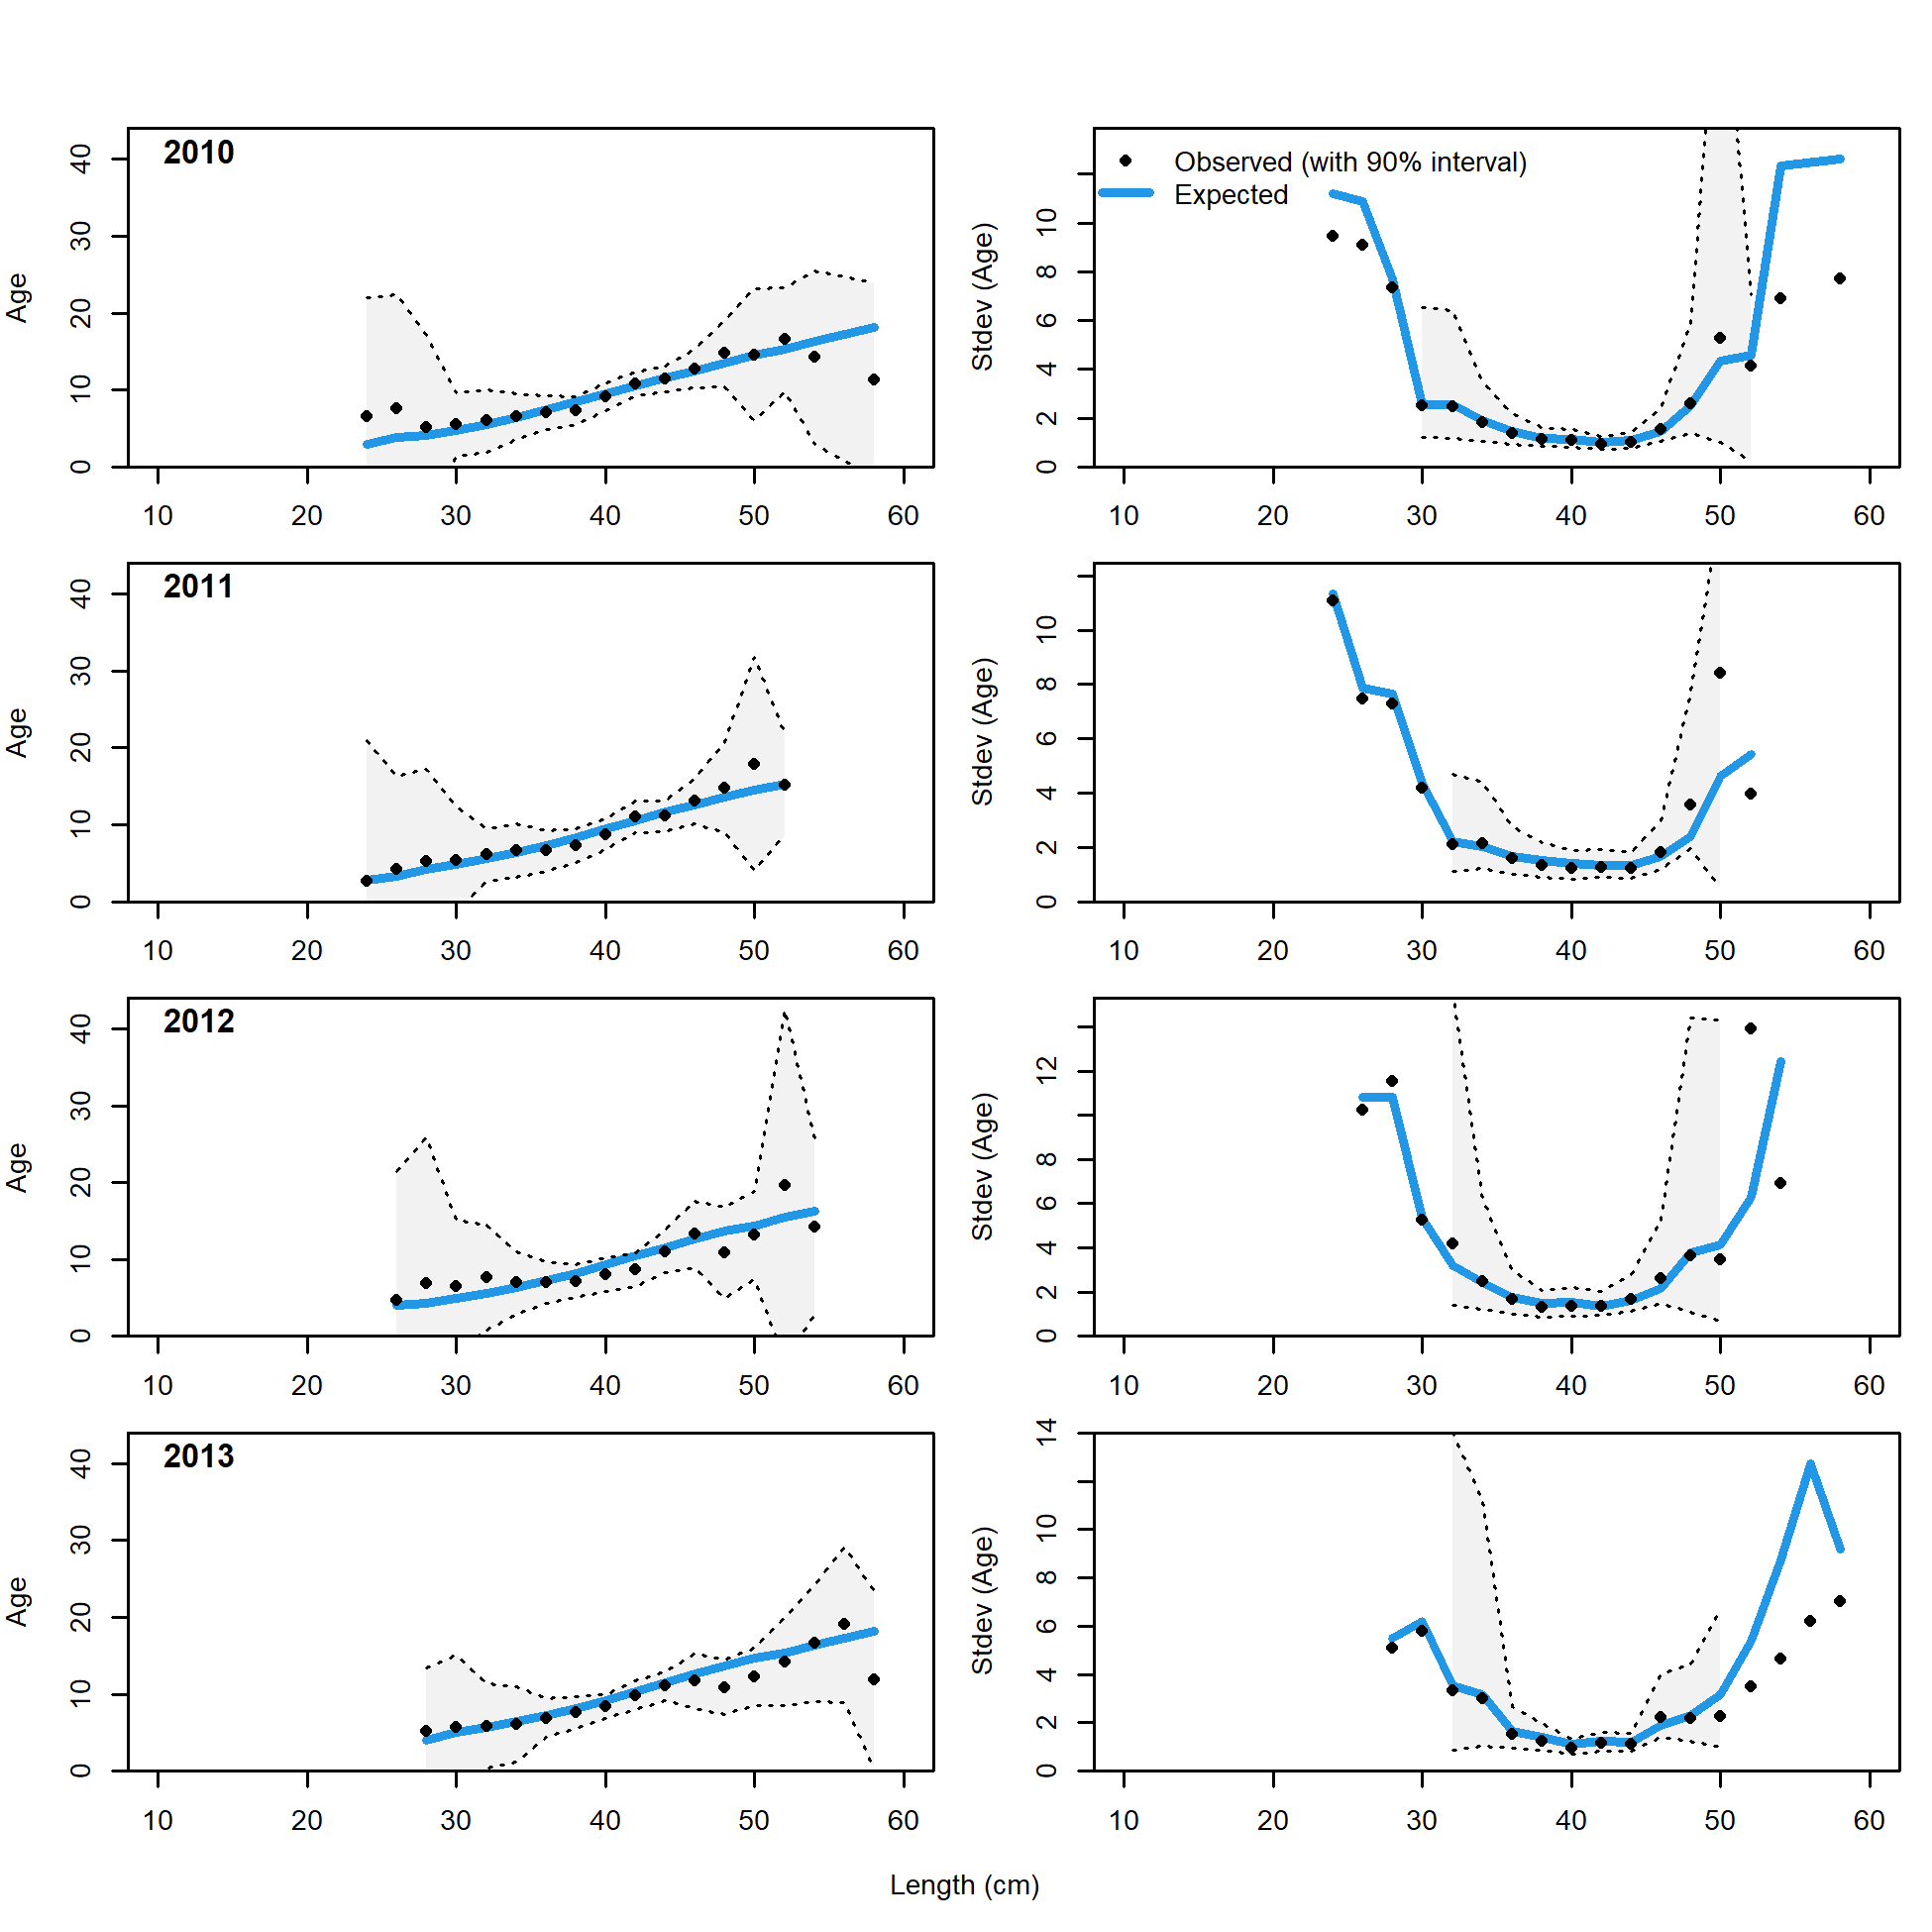 2010
Age
0 10 20 30 40
10 20 30 40 50 60
Observed (with 90% interval)
Expected
Stdev (Age)
0 2 4 6 8 10
10 20 30 40 50 60
2011
Age
0 10 20 30 40
10 20 30 40 50 60
Stdev (Age)
0 2 4 6 8 10
10 20 30 40 50 60
2012
Age
0 10 20 30 40
10 20 30 40 50 60
Stdev (Age)
0 2 4 6 8 12
10 20 30 40 50 60
2013
Age
0 10 20 30 40
10 20 30 40 50 60
Stdev (Age)
0 2 4 6 8 10 14
10 20 30 40 50 60
Length (cm)